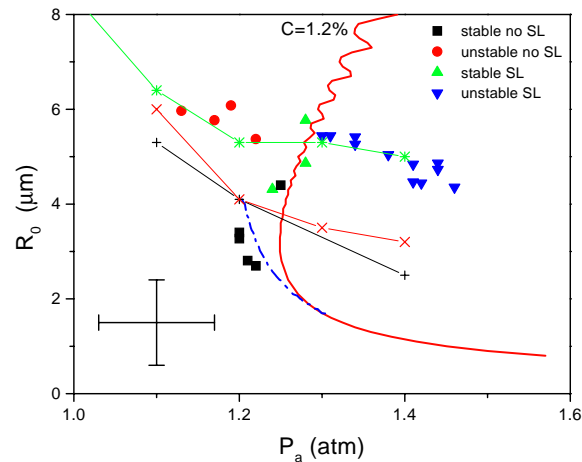 C=1.2%
stable no SL
unstable no SL
stable SL
unstable SL
8
6
4
2
0
R0 (μm)
1.0 1.2 1.4 1.6
Pa (atm)